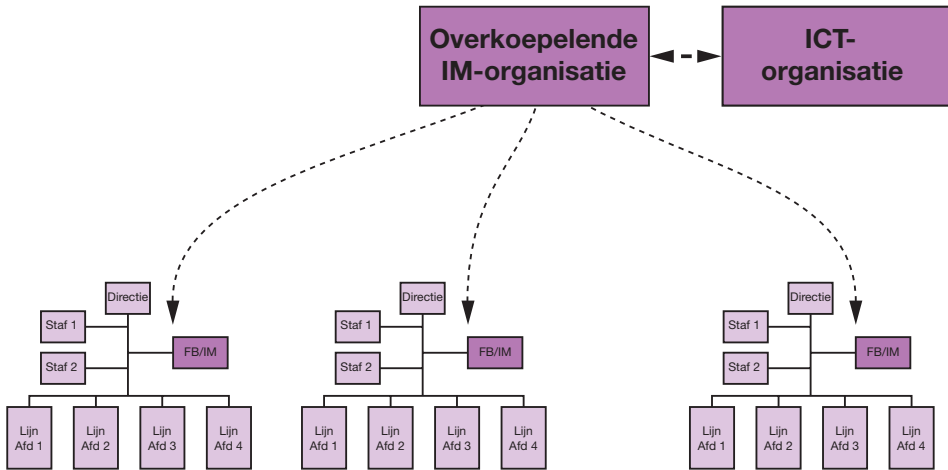 Overkoepelende
IM-organisatie
ICT-
organisatie
Directie
Staf 1
FB/IM
Staf 2
Lijn
Afd 1
Lijn
Afd 2
Lijn
Afd 3
Lijn
Afd 4
Directie
Staf 1
FB/IM
Staf 2
Lijn
Afd 1
Lijn
Afd 2
Lijn
Afd 3
Lijn
Afd 4
Directie
Staf 1
FB/IM
Staf 2
Lijn
Afd 1
Lijn
Afd 2
Lijn
Afd 3
Lijn
Afd 4